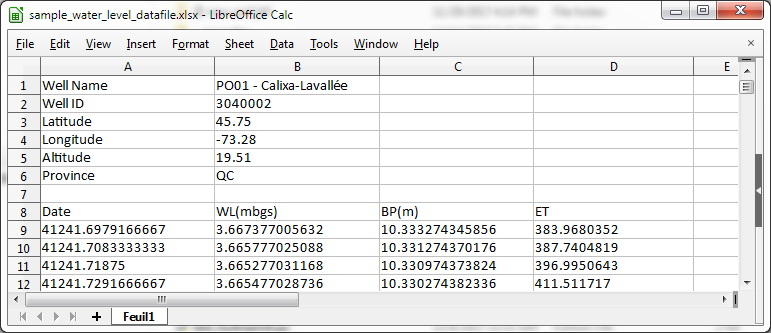 sample_water_level_datafile.xlsx - LibreOffice Calc
File Edit View Insert Format Sheet Data Tools Window Help ×
A B C D E
1 Well Name PO01 - Calixa-Lavallée
2 Well ID 3040002
3 Latitude 45.75
4 Longitude -73.28
5 Altitude 19.51
6 Province QC
7
8 Date WL(mbgs) BP(m) ET
9 41241.6979166667 3.667377005632 10.333274345856 383.9680352
10 41241.7083333333 3.665777025088 10.331274370176 387.7404819
11 41241.71875 3.665277031168 10.330974373824 396.9950643
12 41241.7291666667 3.665477028736 10.330274382336 411.511717
+ Feuil1